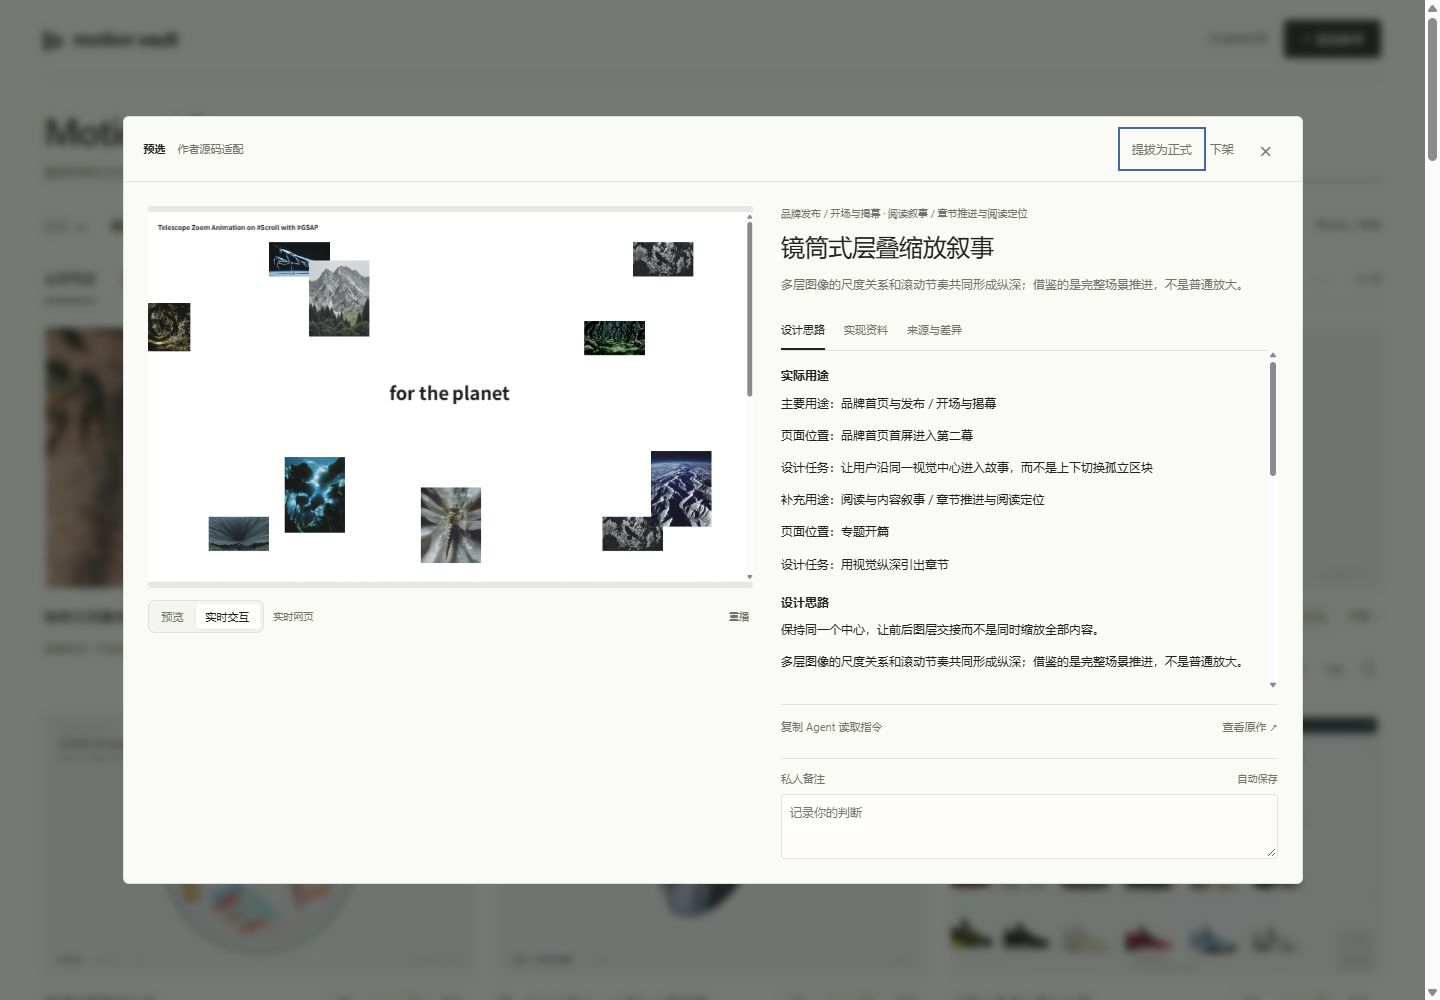 motion vault
预选 作者源码适配
提拔为正式 下架 ×
Telescope Zoom Animation on #Scroll with #GSAP
for the planet
预览 实时交互 实时网页 重播
品牌发布 / 开场与揭幕 · 阅读叙事 / 章节推进与阅读定位
镜筒式层叠缩放叙事
多层图像的尺度关系和滚动节奏共同形成纵深；借鉴的是完整场景推进，不是普通放大。
设计思路 实现资料 来源与差异
实际用途
主要用途：品牌首页与发布 / 开场与揭幕
页面位置：品牌首页首屏进入第二幕
设计任务：让用户沿同一视觉中心进入故事，而不是上下切换孤立区块
补充用途：阅读与内容叙事 / 章节推进与阅读定位
页面位置：专题开篇
设计任务：用视觉纵深引出章节
设计思路
保持同一个中心，让前后图层交接而不是同时缩放全部内容。
多层图像的尺度关系和滚动节奏共同形成纵深；借鉴的是完整场景推进，不是普通放大。
复制 Agent 读取指令 查看原作 ↗
私人备注 自动保存
记录你的判断